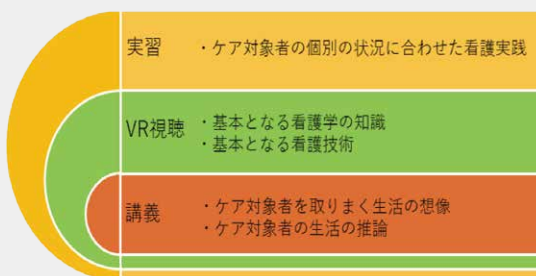 実習 ・ケア対象者の個別の状況に合わせた看護実践
VR視聴 ・基本となる看護学の知識
・基本となる看護技術
講義 ・ケア対象者を取りまく生活の想像
・ケア対象者の生活の推論